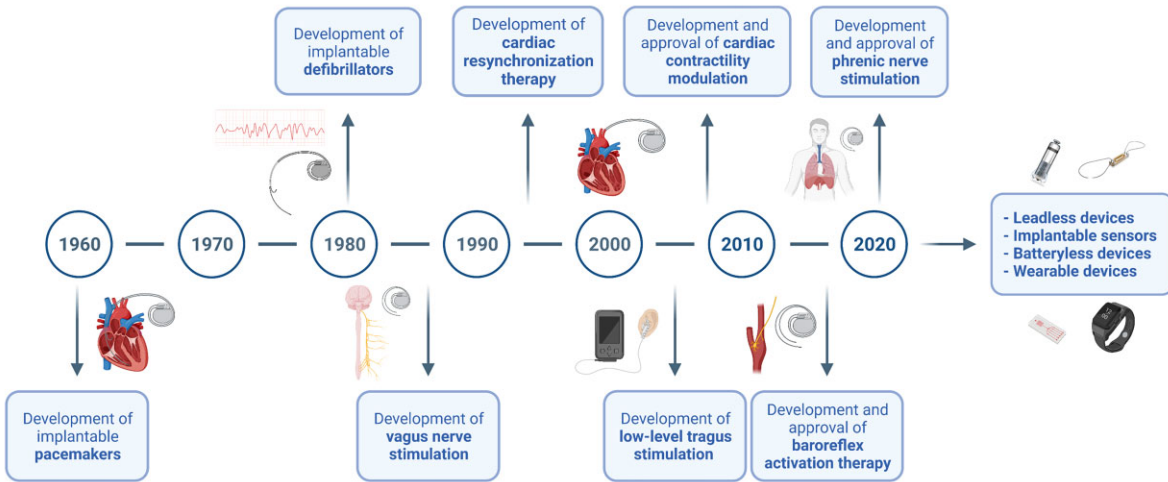 Development of
implantable
defibrillators
Development of
cardiac
resynchronization
therapy
Development and
approval of cardiac
contractility
modulation
Development
and approval of
phrenic nerve
stimulation
1960
1970
1980
1990
2000
2010
2020
- Leadless devices
- Implantable sensors
- Batteryless devices
- Wearable devices
Development of
implantable
pacemakers
Development of
vagus nerve
stimulation
Development of
low-level tragus
stimulation
Development and
approval of
baroreflex
activation therapy